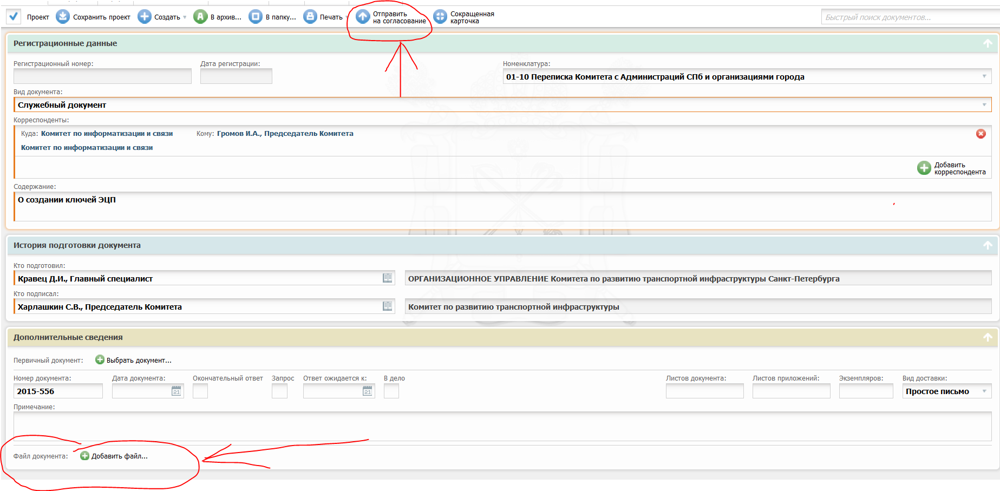 Проект
Сохранить проект
Создать
В архив...
В папку...
Печать
Отправить
на согласование
Сокращенная
карточка
Быстрый поиск документов...
Регистрационные данные
Регистрационный номер:
Дата регистрации:
Номенклатура:
01-10 Переписка Комитета с Администраций СПб и организациями города
Вид документа:
Служебный документ
Корреспонденты:
Куда: Комитет по информатизации и связи
Кому: Громов И.А., Председатель Комитета
Комитет по информатизации и связи
Добавить
корреспондента
Содержание:
О создании ключей ЭЦП
История подготовки документа
Кто подготовил:
Кравец Д.И., Главный специалист
ОРГАНИЗАЦИОННОЕ УПРАВЛЕНИЕ Комитета по развитию транспортной инфраструктуры Санкт-Петербурга
Кто подписал:
Харлашкин С.В., Председатель Комитета
Комитет по развитию транспортной инфраструктуры
Дополнительные сведения
Первичный документ: Выбрать документ...
Номер документа:
Дата документа:
Окончательный ответ
Запрос
Ответ ожидается к:
В дело
Листов документа:
Листов приложений:
Экземпляров:
Вид доставки:
2015-556
21
21
Простое письмо
Примечание:
Файл документа: Добавить файл...